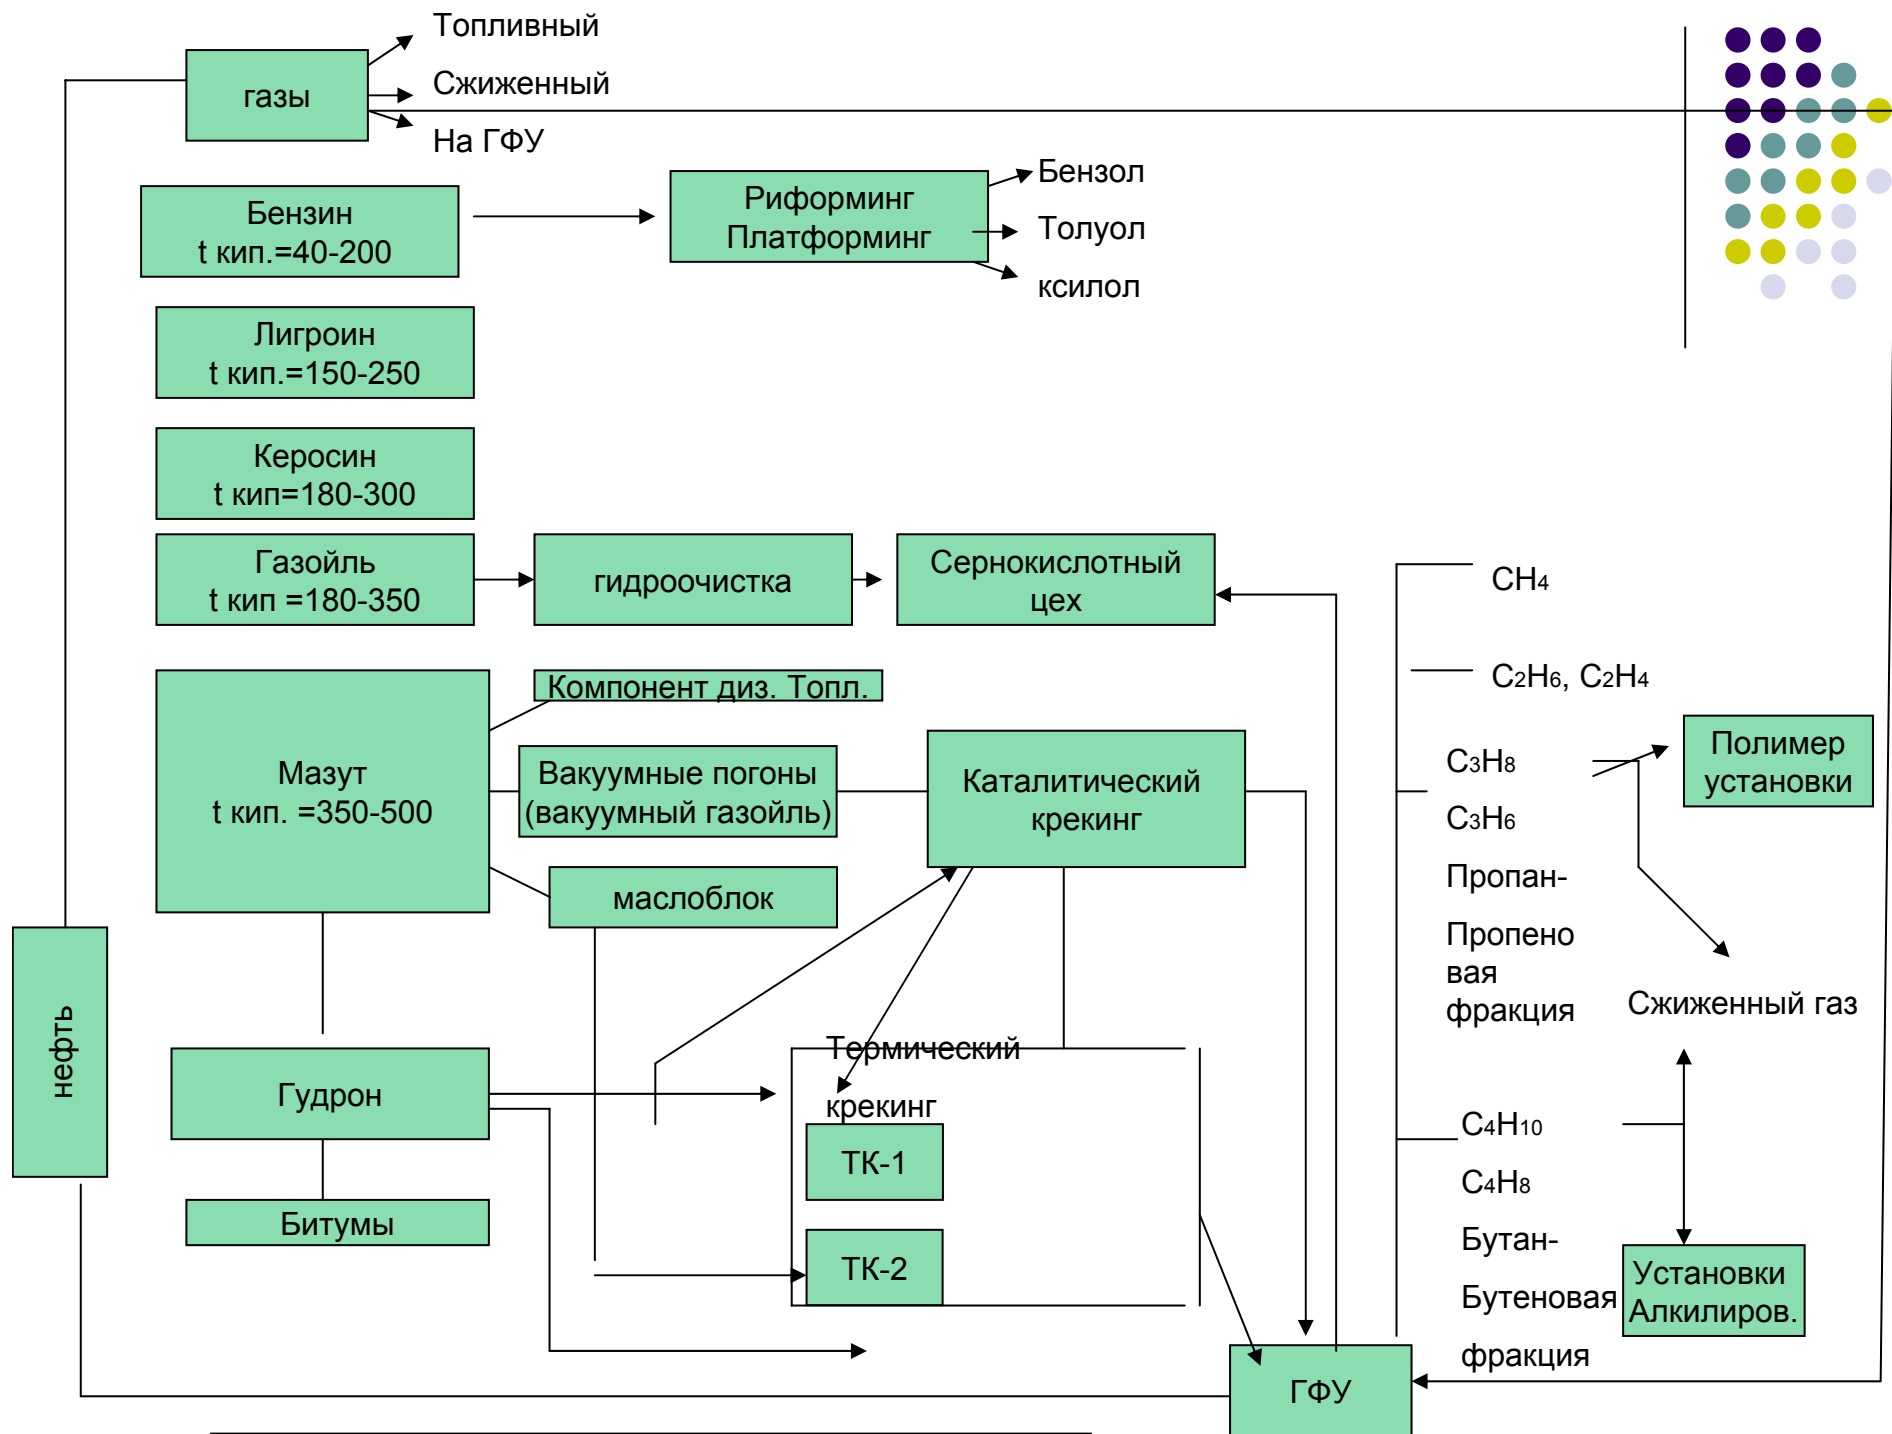 Топливный
газы
Сжиженный
На ГФУ
Бензин
t кип.=40-200
Риформинг
Платформинг
Бензол
Толуол
ксилол
Лигроин
t кип.=150-250
Керосин
t кип=180-300
Газойль
t кип =180-350
гидроочистка
Сернокислотный
цех
CH4
C2H6, C2H4
Компонент диз. Топл.
Мазут
t кип. =350-500
Вакуумные погоны
(вакуумный газойль)
Каталитический
крекинг
маслоблок
C3H8
C3H6
Пропан-
Пропено
вая
фракция
Полимер
установки
Сжиженный газ
нефть
Гудрон
Битумы
Термический
крекинг
ТК-1
ТК-2
C4H10
C4H8
Бутан-
Бутеновая
фракция
Установки
Алкилиров.
ГФУ